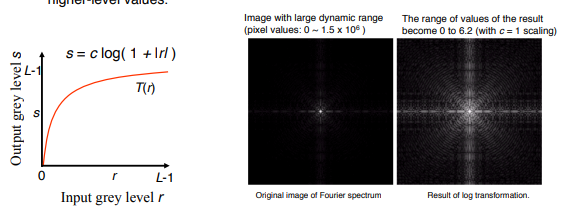 higher-level values.
s = c log( 1 + |r| )
L-1
T(r)
s
Output grey level s
0
r
L-1
Input grey level r
Image with large dynamic range
(pixel values: 0 ~ 1.5 x 10⁶ )
The range of values of the result
become 0 to 6.2 (with c = 1 scaling)
Original image of Fourier spectrum
Result of log transformation.